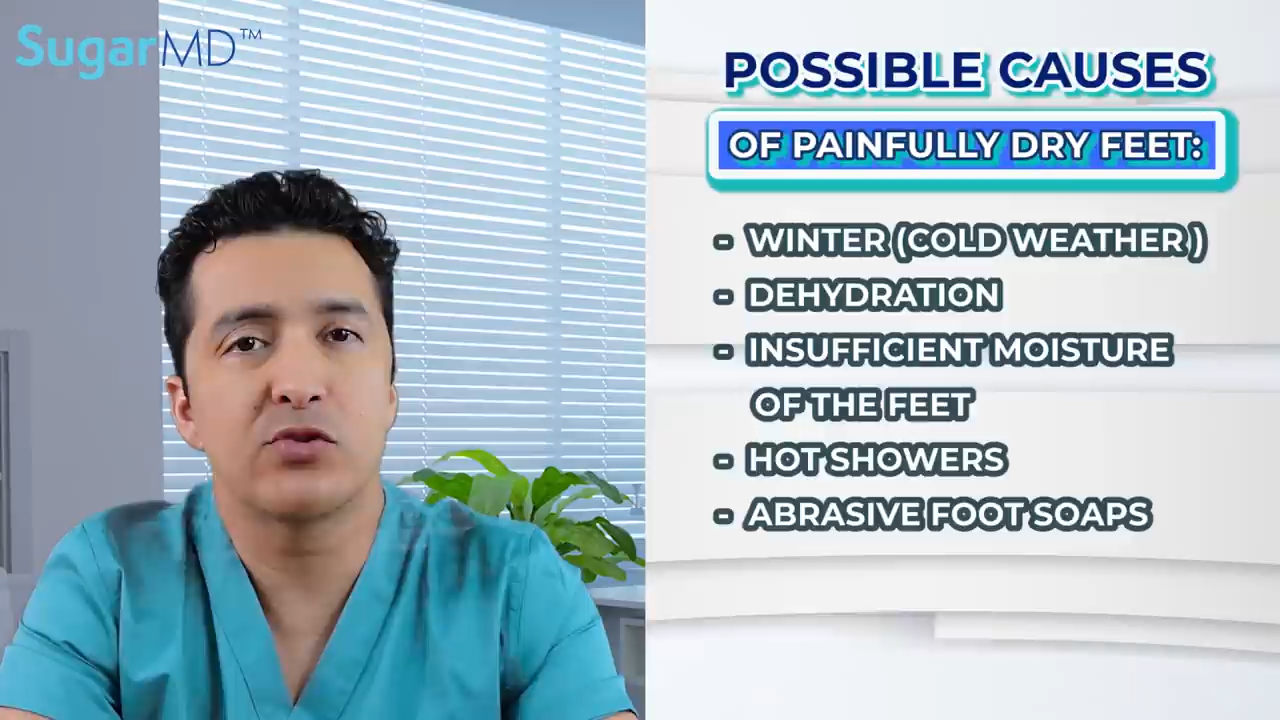 SugarMD™
POSSIBLE CAUSES
OF PAINFULLY DRY FEET:
- WINTER (COLD WEATHER )
- DEHYDRATION
- INSUFFICIENT MOISTURE
OF THE FEET
- HOT SHOWERS
- ABRASIVE FOOT SOAPS